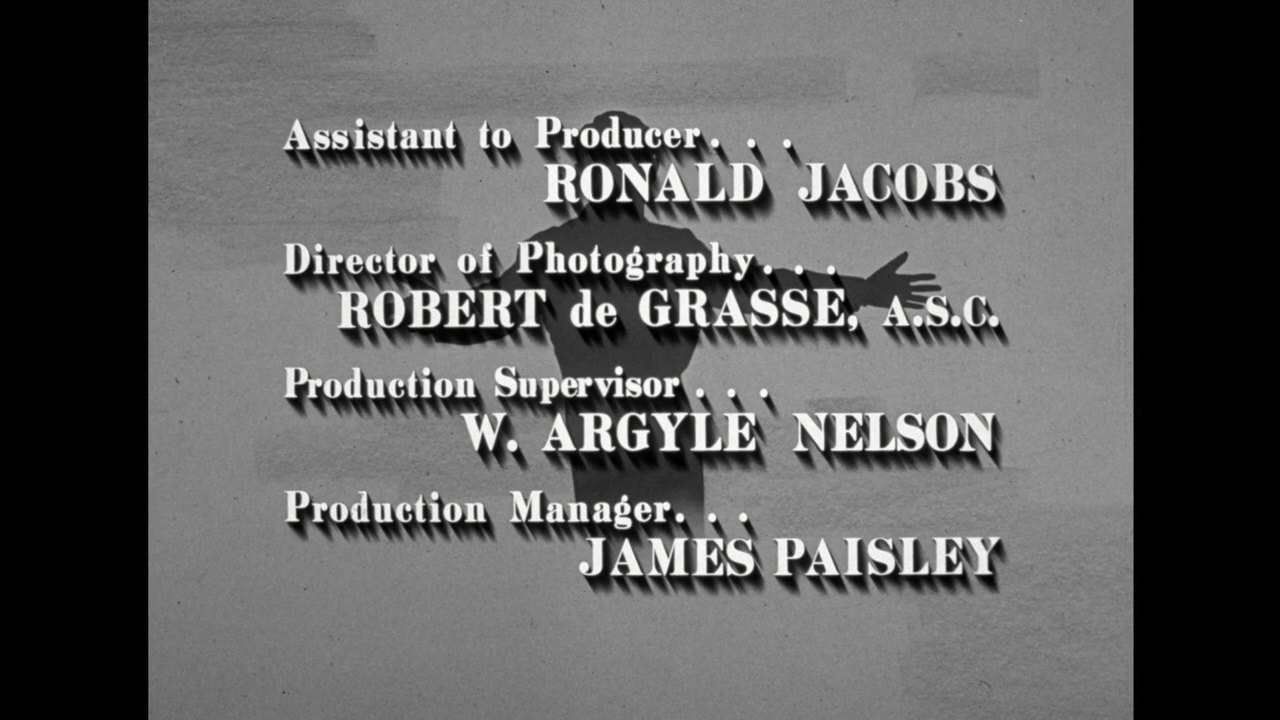 Assistant to Producer. . .
RONALD JACOBS
Director of Photography. . .
ROBERT de GRASSE, A.S.C.
Production Supervisor . . .
W. ARGYLE NELSON
Production Manager. . .
JAMES PAISLEY